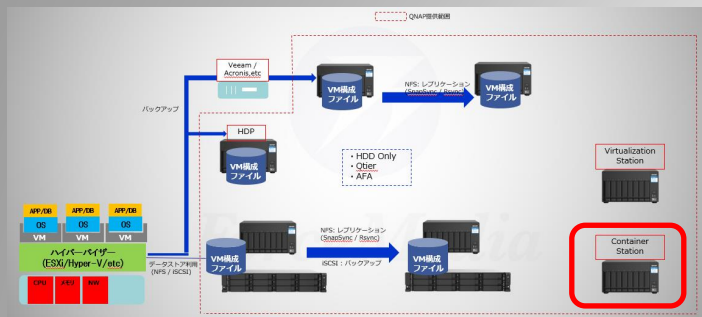 QNAP提供範囲
Veeam /
Acronis,etc
VM構成
ファイル
NFS: レプリケーション
(SnapSync / Rsync)
VM構成
ファイル
バックアップ
HDP
VM構成
ファイル
・HDD Only
・Qtier
・AFA
Virtualization
Station
APP/DB
APP/DB
APP/DB
OS
OS
OS
VM
VM
VM
ハイパーバイザー
(ESXi/Hyper-V/etc)
CPU
メモリ
NW
データストア利用
(NFS / iSCSI)
VM構成
ファイル
NFS: レプリケーション
(SnapSync / Rsync)
iSCSI：バックアップ
VM構成
ファイル
Container
Station